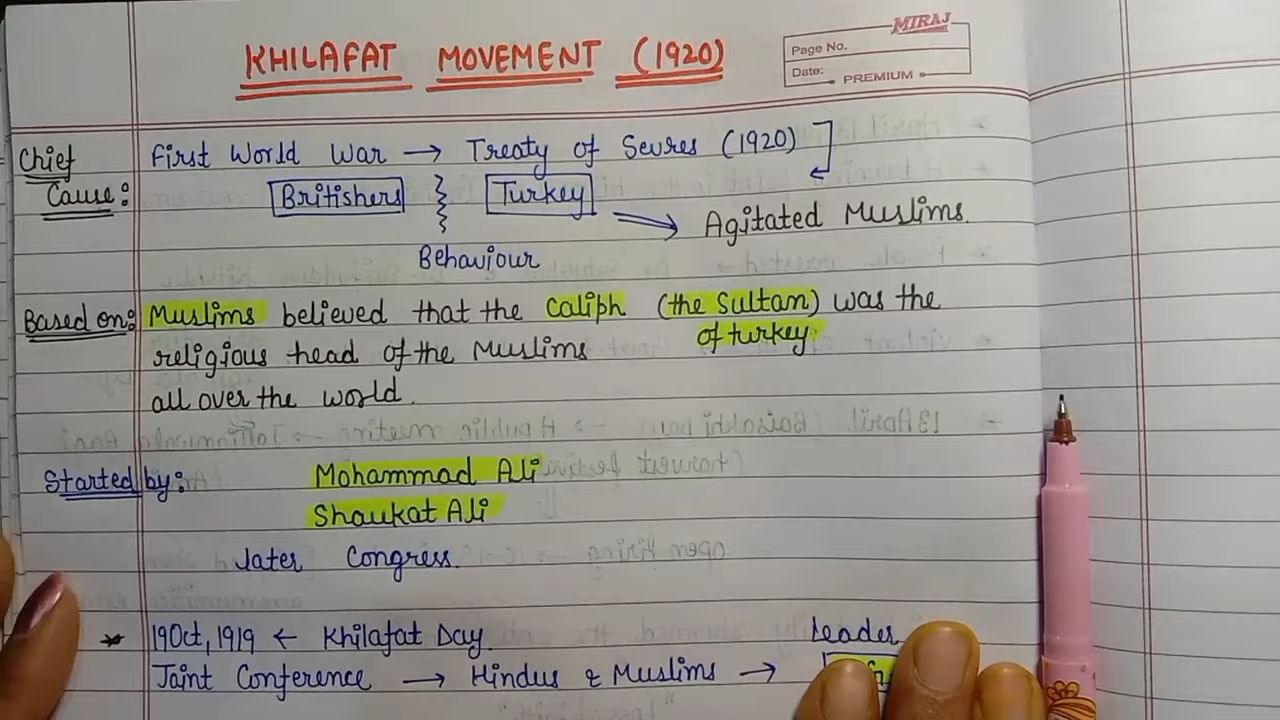 MIRAJ
KHILAFAT MOVEMENT (1920)
Page No.
Date:
PREMIUM
Chief Cause:
First World War → Treaty of Sevres (1920)
Britishers Turkey
→ Agitated Muslims.
Behaviour
Based on: Muslims believed that the caliph (the Sultan) was the
of turkey
religious head of the Muslims
all over the world.
Started by: Mohammad Ali
Shaukat Ali
later Congress.
* 19 Oct, 1919 ← Khilafat Day. Leader
Joint Conference → Hindus & Muslims →